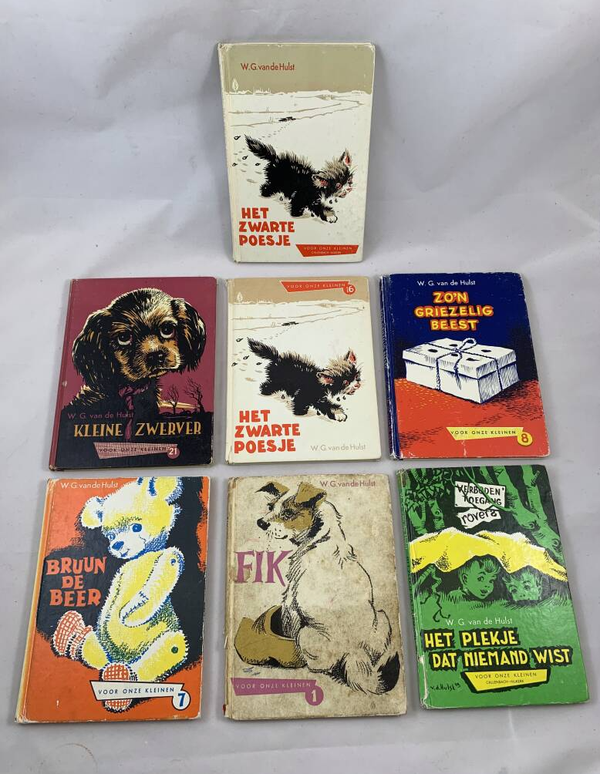 W.G. van de Hulst
HET
ZWARTE
POESJE
VOOR ONZE KLEINEN
W. G. van de Hulst
KLEINE ZWERVER
VOOR ONZE KLEINEN 21
VOOR ONZE KLEINEN 16
HET
ZWARTE
POESJE
W. G. van de Hulst
W. G. van de Hulst
ZO'N
GRIEZELIG
BEEST
VOOR ONZE KLEINEN 8
W. G. van de Hulst
BRUUN
DE
BEER
VOOR ONZE KLEINEN 7
W. G. van de Hulst
FIK
VOOR ONZE KLEINEN 1
VERBODEN
TOEGANG
rovers
W. G. van de Hulst
HET PLEKJE
DAT NIEMAND WIST
VOOR ONZE KLEINEN
CALLENBACH - NIJKERK